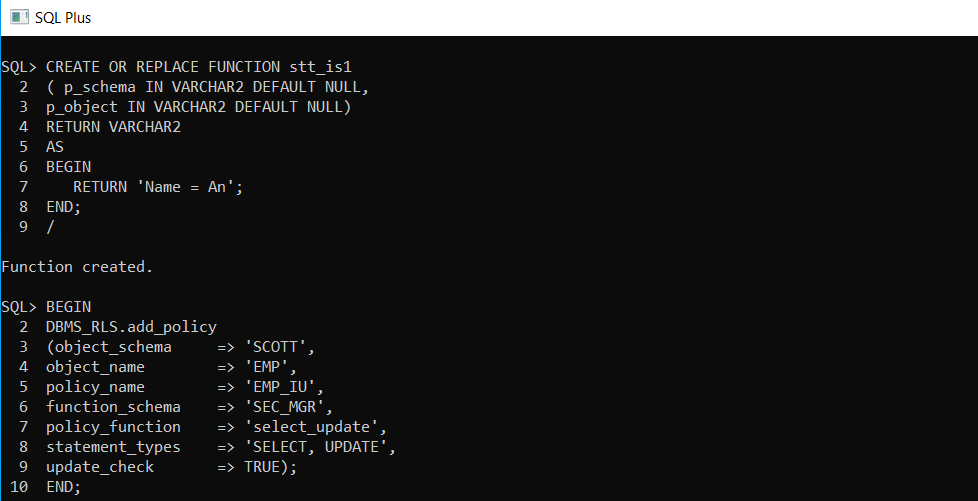 SQL Plus
SQL> CREATE OR REPLACE FUNCTION stt_is1
2 ( p_schema IN VARCHAR2 DEFAULT NULL,
3 p_object IN VARCHAR2 DEFAULT NULL)
4 RETURN VARCHAR2
5 AS
6 BEGIN
7 RETURN 'Name = An';
8 END;
9 /
Function created.
SQL> BEGIN
2 DBMS_RLS.add_policy
3 (object_schema => 'SCOTT',
4 object_name => 'EMP',
5 policy_name => 'EMP_IU',
6 function_schema => 'SEC_MGR',
7 policy_function => 'select_update',
8 statement_types => 'SELECT, UPDATE',
9 update_check => TRUE);
10 END;